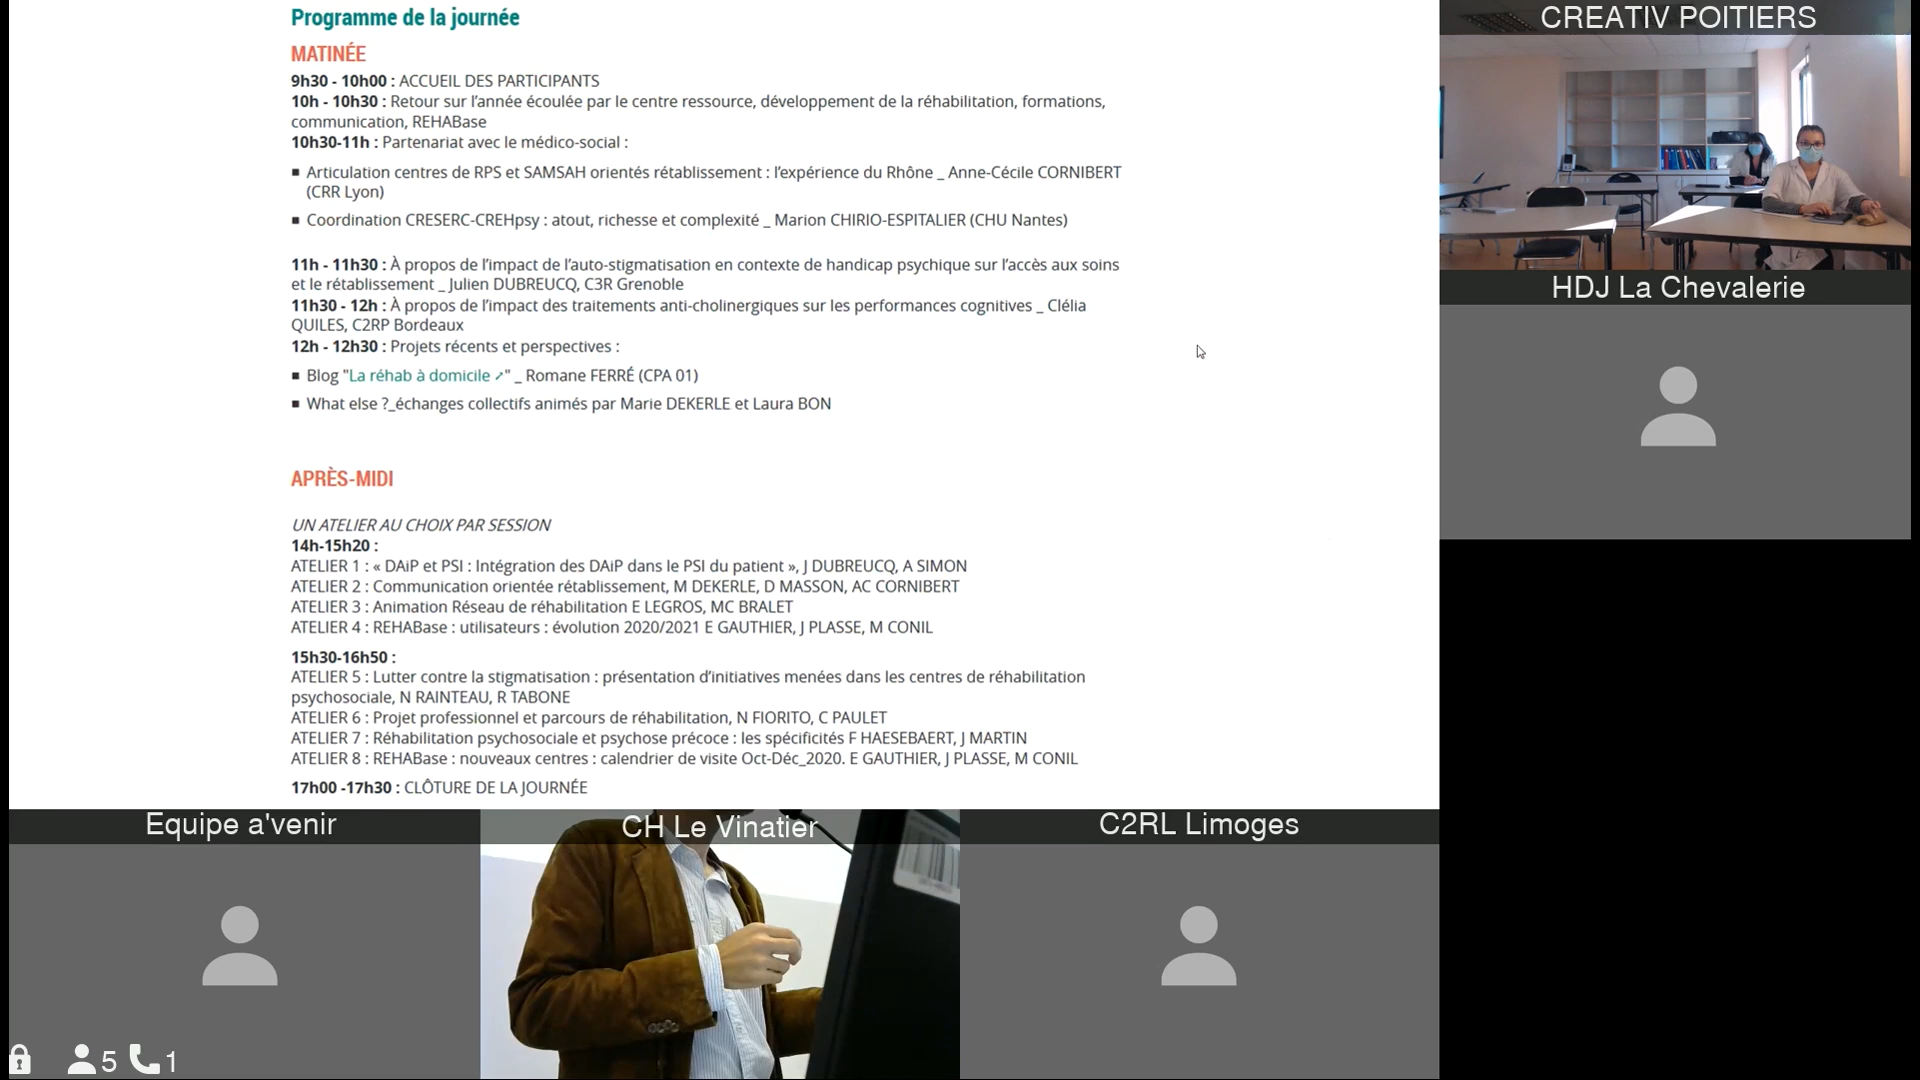 Programme de la journée
MATINÉE
9h30 - 10h00 : ACCUEIL DES PARTICIPANTS
10h - 10h30 : Retour sur l'année écoulée par le centre ressource, développement de la réhabilitation, formations,
communication, REHABase
10h30-11h : Partenariat avec le médico-social :
■ Articulation centres de RPS et SAMSAH orientés rétablissement : l'expérience du Rhône _ Anne-Cécile CORNIBERT
(CRR Lyon)
■ Coordination CRESERC-CREHpsy : atout, richesse et complexité _ Marion CHIRIO-ESPITALIER (CHU Nantes)
11h - 11h30 : À propos de l'impact de l'auto-stigmatisation en contexte de handicap psychique sur l'accès aux soins
et le rétablissement _ Julien DUBREUCQ, C3R Grenoble
11h30 - 12h : À propos de l'impact des traitements anti-cholinergiques sur les performances cognitives _ Clélia
QUILES, C2RP Bordeaux
12h - 12h30 : Projets récents et perspectives :
■ Blog "La réhab à domicile" _ Romane FERRÉ (CPA 01)
■ What else ?_échanges collectifs animés par Marie DEKERLE et Laura BON
APRÈS-MIDI
UN ATELIER AU CHOIX PAR SESSION
14h-15h20 :
ATELIER 1 : « DAiP et PSI : Intégration des DAiP dans le PSI du patient », J DUBREUCQ, A SIMON
ATELIER 2 : Communication orientée rétablissement, M DEKERLE, D MASSON, AC CORNIBERT
ATELIER 3 : Animation Réseau de réhabilitation E LEGROS, MC BRALET
ATELIER 4 : REHABase : utilisateurs : évolution 2020/2021 E GAUTHIER, J PLASSE, M CONIL
15h30-16h50 :
ATELIER 5 : Lutter contre la stigmatisation : présentation d'initiatives menées dans les centres de réhabilitation
psychosociale, N RAINTEAU, R TABONE
ATELIER 6 : Projet professionnel et parcours de réhabilitation, N FIORITO, C PAULET
ATELIER 7 : Réhabilitation psychosociale et psychose précoce : les spécificités F HAESEBAERT, J MARTIN
ATELIER 8 : REHABase : nouveaux centres : calendrier de visite Oct-Déc_2020. E GAUTHIER, J PLASSE, M CONIL
17h00 -17h30 : CLÔTURE DE LA JOURNÉE
CREATIV POITIERS
HDJ La Chevalerie
Equipe a'venir
CH Le Vinatier
C2RL Limoges
5 1